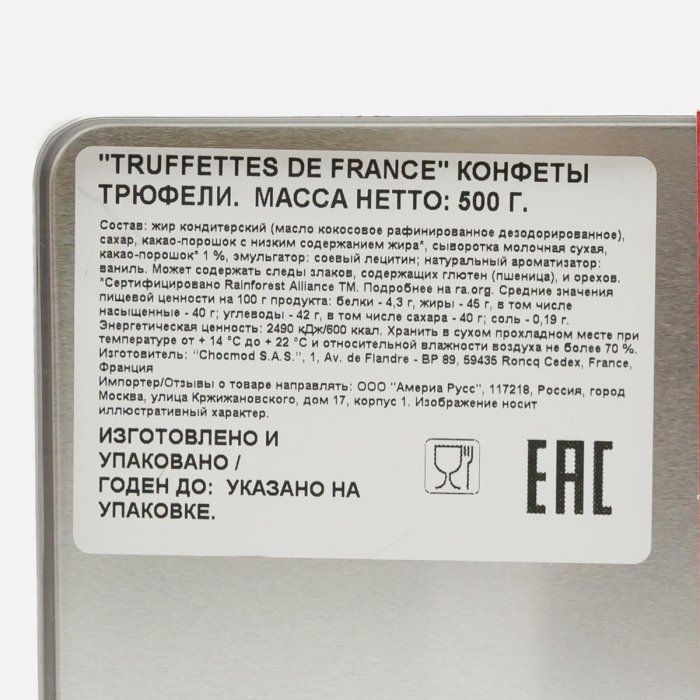 "TRUFFETTES DE FRANCE" КОНФЕТЫ
ТРЮФЕЛИ. МАССА НЕТТО: 500 Г.
Состав: жир кондитерский (масло кокосовое рафинированное дезодорированное),
сахар, какао-порошок с низким содержанием жира*, сыворотка молочная сухая,
какао-порошок* 1 %, эмульгатор: соевый лецитин; натуральный ароматизатор:
ваниль. Может содержать следы злаков, содержащих глютен (пшеница), и орехов.
*Сертифицировано Rainforest Alliance TM. Подробнее на ra.org. Средние значения
пищевой ценности на 100 г продукта: белки - 4,3 г, жиры - 45 г, в том числе
насыщенные - 40 г; углеводы - 42 г, в том числе сахара - 40 г; соль - 0,19 г.
Энергетическая ценность: 2490 кДж/600 ккал. Хранить в сухом прохладном месте при
температуре от + 14 °С до + 22 °С и относительной влажности воздуха не более 70 %.
Изготовитель: "Chocmod S.A.S.", 1, Av. de Flandre - BP 89, 59435 Roncq Cedex, France,
Франция
Импортер/Отзывы о товаре направлять: ООО "Америа Русс", 117218, Россия, город
Москва, улица Кржижановского, дом 17, корпус 1. Изображение носит
иллюстративный характер.
ИЗГОТОВЛЕНО И
УПАКОВАНО /
ГОДЕН ДО: УКАЗАНО НА
УПАКОВКЕ.
EAC